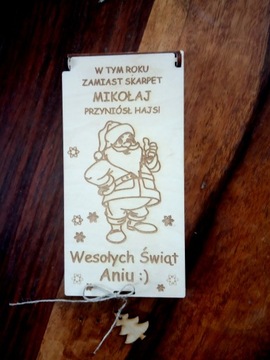 W TYM ROKU
ZAMIAST SKARPET
MIKOŁAJ
PRZYNIÓSŁ HAJS!
Wesołych Świąt
Aniu :)